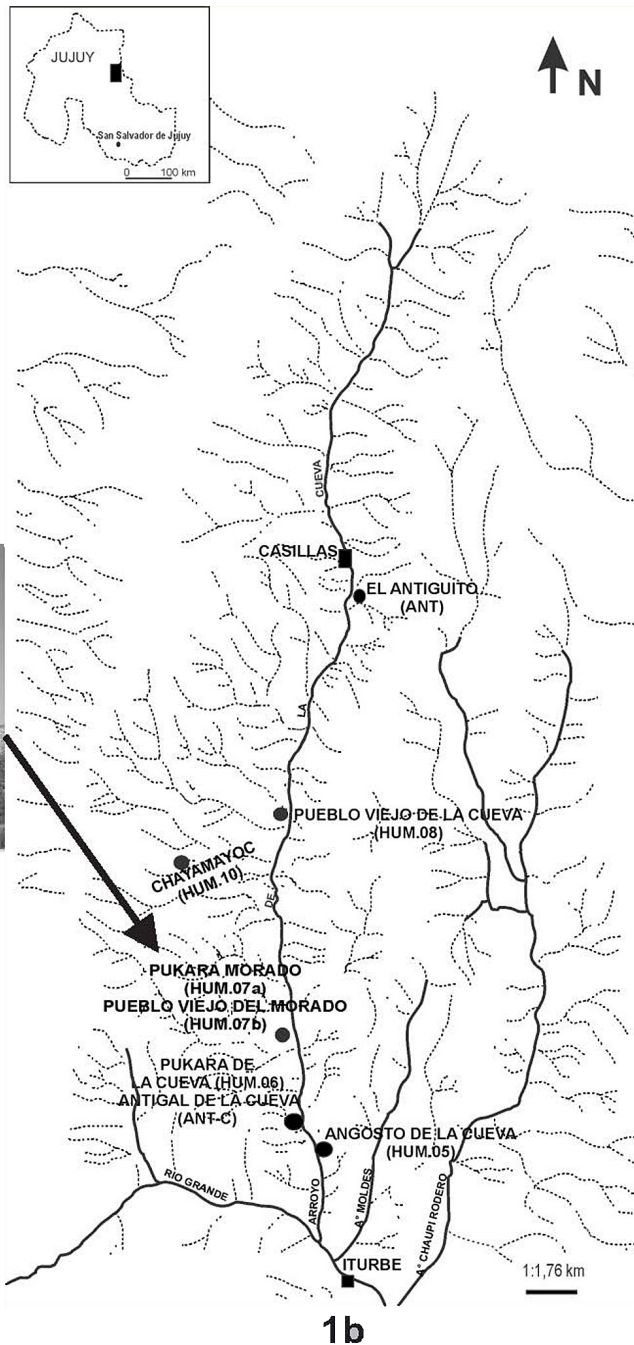 JUJUY
San Salvador de Jujuy
0 100 km
N
CUEVA
CASILLAS
EL ANTIGUITO
(ANT)
LA
PUEBLO VIEJO DE LA CUEVA
(HUM.08)
CHAYAMAYOC
(HUM.10)
DE
PUKARA MORADO
(HUM.07a)
PUEBLO VIEJO DEL MORADO
(HUM.07b)
PUKARA DE
LA CUEVA (HUM.06)
ANTIGAL DE LA CUEVA
(ANT-C)
ANGOSTO DE LA CUEVA
(HUM.05)
RIO GRANDE
ARROYO
A° MOLDES
A° CHAUPI RODERO
ITURBE
1:1,76 km
1b